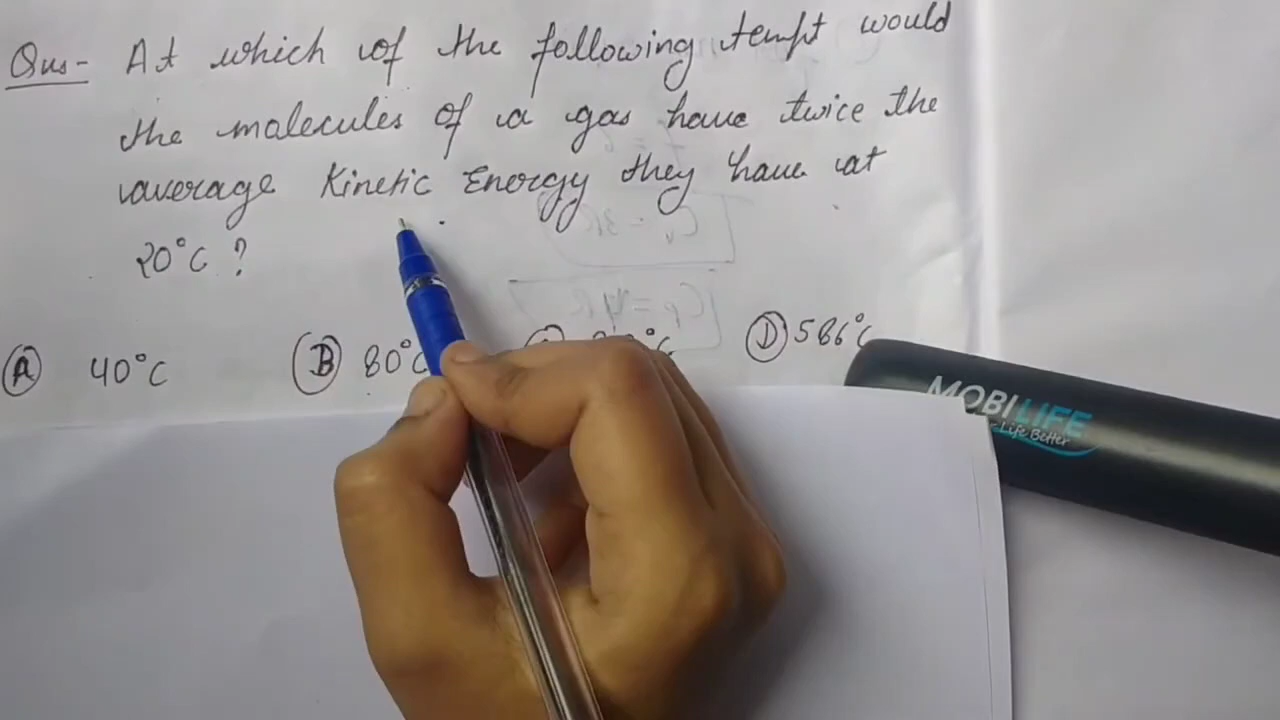 Qus- At which of the following tempt would
the malecules of a gas have twice the
average Kinetic Energy they have at
20°C ?
(A) 40°C (B) 80°C (D) 586°C
MOBILIFE
Life Better